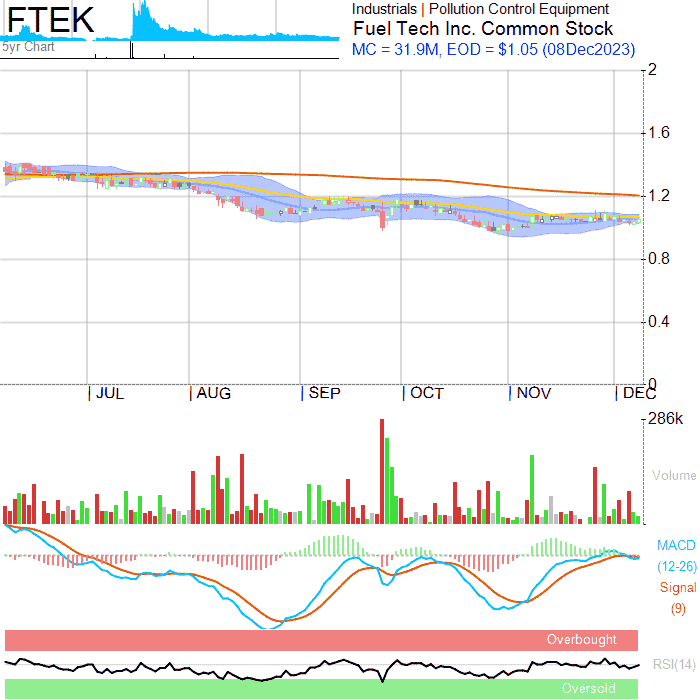 FTEK
5yr Chart
Industrials | Pollution Control Equipment
Fuel Tech Inc. Common Stock
MC = 31.9M, EOD = $1.05 (08Dec2023)
2
1.6
1.2
0.8
0.4
0
JUL AUG SEP OCT NOV DEC
286k
Volume
MACD
(12-26)
Signal
(9)
Overbought
RSI(14)
Oversold